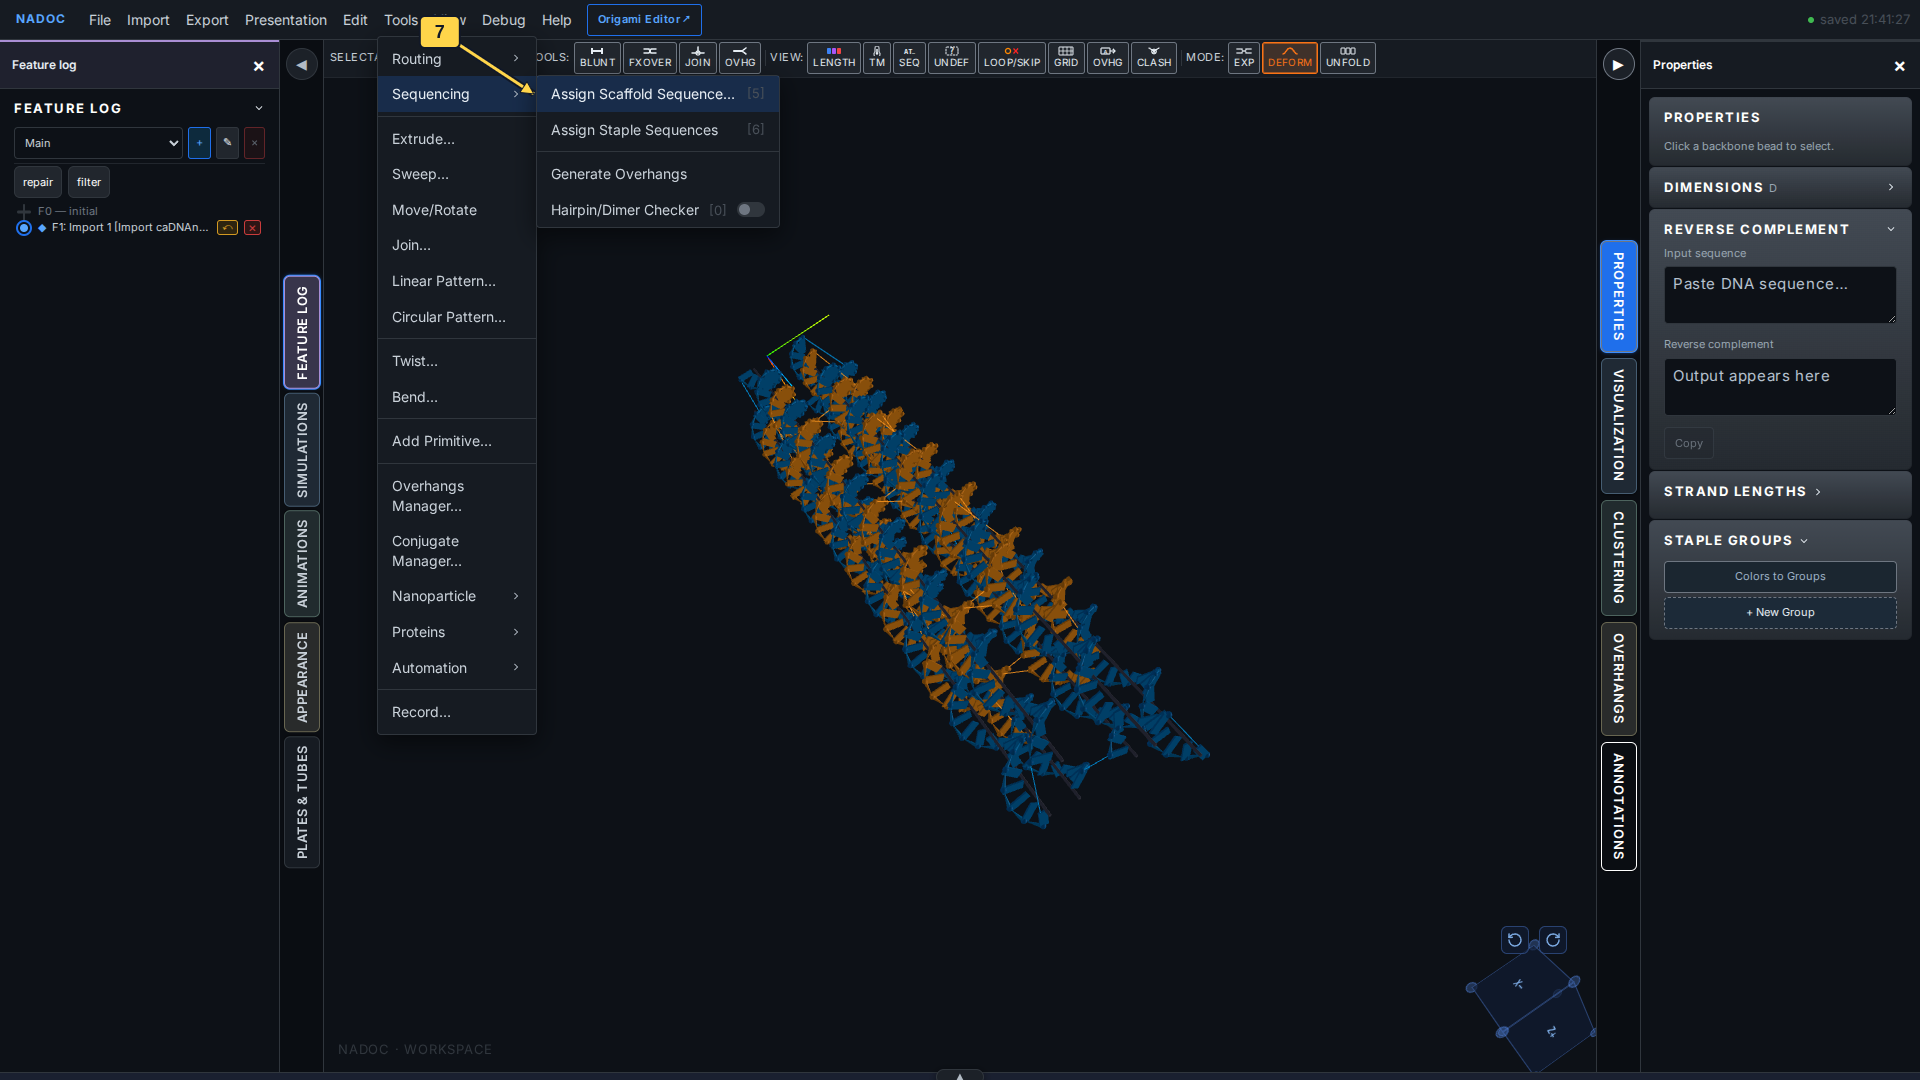 NADOC File Import Export Presentation Edit Tools Debug Help Origami Editor↗ saved 21:41:27
7
Feature log
FEATURE LOG
Main
+
repair filter
F0 — initial
F1: Import 1 [Import caDNAn...
FEATURE LOG
SIMULATIONS
ANIMATIONS
APPEARANCE
PLATES & TUBES
BLUNT FXOVER JOIN OVHG VIEW: LENGTH TM SEQ UNDEF LOOP/SKIP GRID OVHG CLASH MODE: EXP DEFORM UNFOLD
Routing
Sequencing
Extrude...
Sweep...
Move/Rotate
Join...
Linear Pattern...
Circular Pattern...
Twist...
Bend...
Add Primitive...
Overhangs
Manager...
Conjugate
Manager...
Nanoparticle
Proteins
Automation
Record...
Assign Scaffold Sequence... [5]
Assign Staple Sequences [6]
Generate Overhangs
Hairpin/Dimer Checker [0]
NADOC · WORKSPACE
PROPERTIES
VISUALIZATION
CLUSTERING
OVERHANGS
ANNOTATIONS
Properties
PROPERTIES
Click a backbone bead to select.
DIMENSIONS D
REVERSE COMPLEMENT
Input sequence
Paste DNA sequence...
Reverse complement
Output appears here
Copy
STRAND LENGTHS
STAPLE GROUPS
Colors to Groups
+ New Group